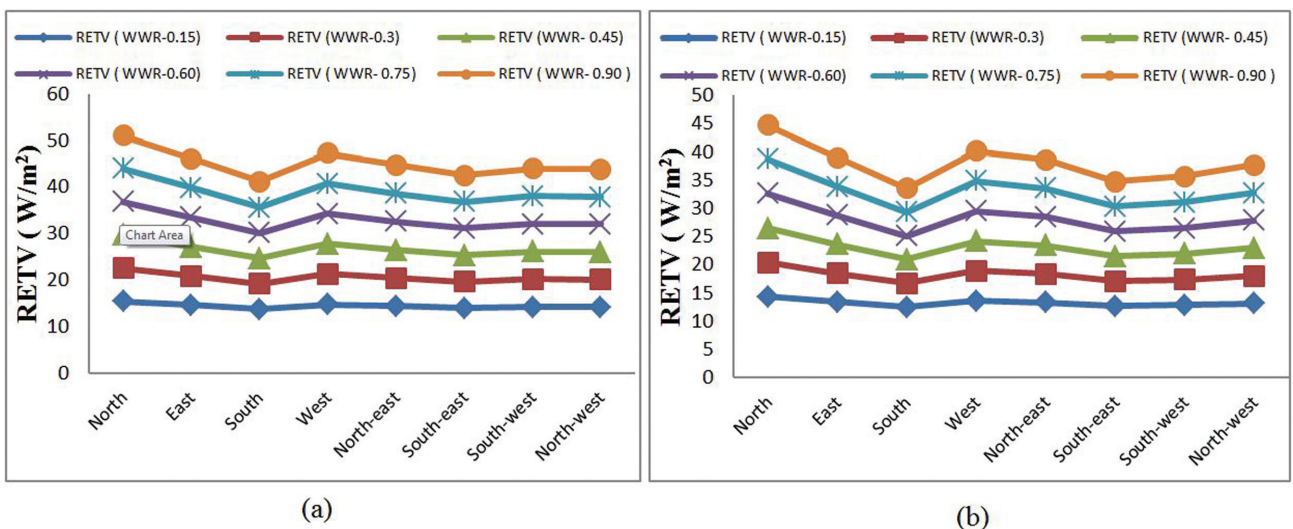 RETV ( WWR-0.15) RETV (WWR-0.3) RETV (WWR- 0.45)
RETV ( WWR-0.60) RETV ( WWR- 0.75) RETV ( WWR- 0.90 )
RETV ( W/m²)
60
50
40
30
20
10
0
Chart Area
North East South West North-east South-east South-west North-west
(a)
RETV ( WWR-0.15) RETV (WWR-0.3) RETV (WWR- 0.45)
RETV ( WWR-0.60) RETV ( WWR- 0.75) RETV ( WWR- 0.90 )
RETV ( W/m²)
50
45
40
35
30
25
20
15
10
5
0
North East South West North-east South-east South-west North-west
(b)